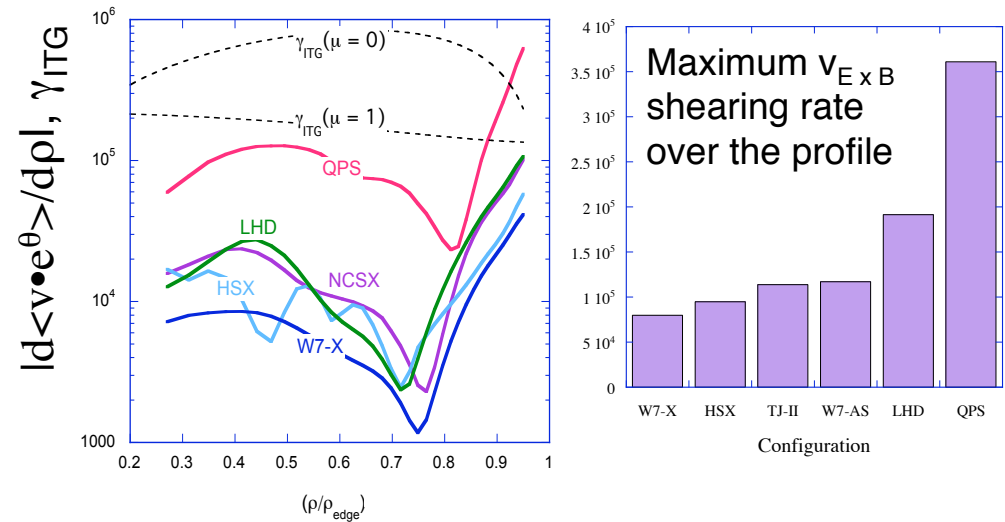 |d<v•e^θ>/dρ|, γ_ITG
10^6
10^5
10^4
1000
γ_ITG(μ = 0)
γ_ITG(μ = 1)
QPS
LHD
NCSX
HSX
W7-X
0.2 0.3 0.4 0.5 0.6 0.7 0.8 0.9 1
(ρ/ρ_edge)
Maximum v_E x B
shearing rate
over the profile
4 10^5
3.5 10^5
3 10^5
2.5 10^5
2 10^5
1.5 10^5
1 10^5
5 10^4
0
W7-X HSX TJ-II W7-AS LHD QPS
Configuration